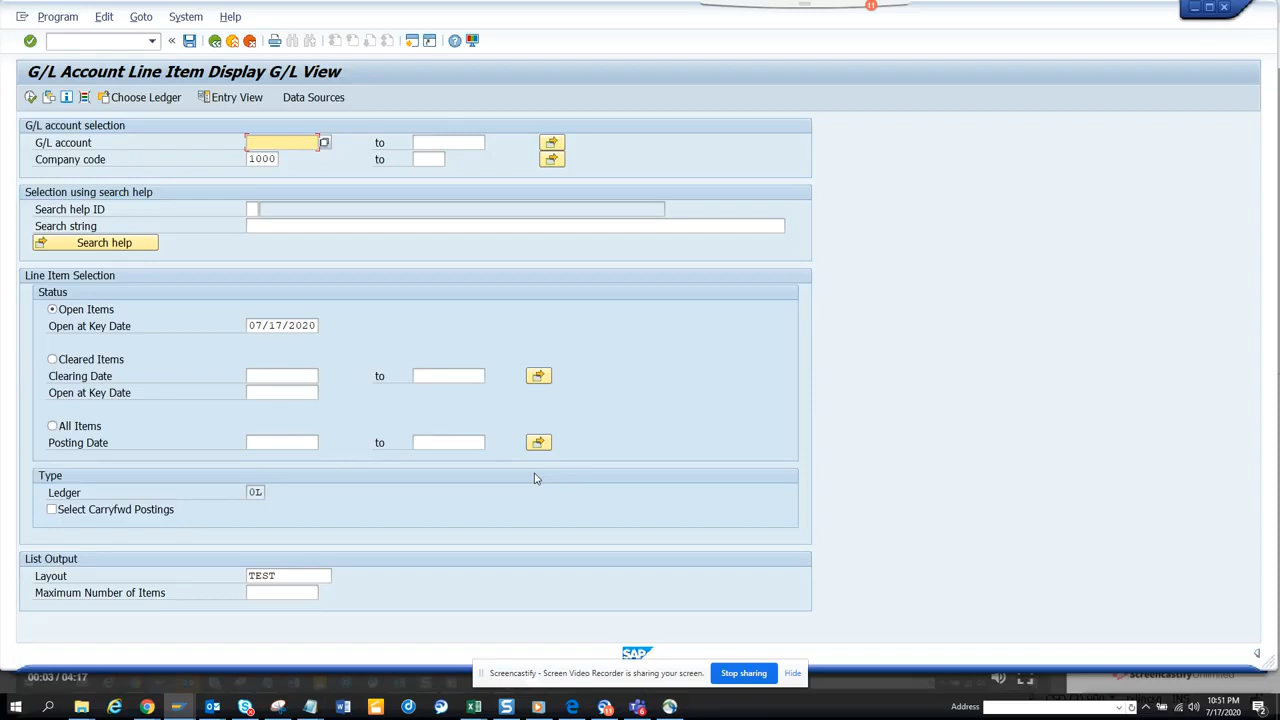 Program Edit Goto System Help
11
G/L Account Line Item Display G/L View
Choose Ledger Entry View Data Sources
G/L account selection
G/L account to
Company code 1000 to
Selection using search help
Search help ID
Search string
Search help
Line Item Selection
Status
Open Items
Open at Key Date 07/17/2020
Cleared Items
Clearing Date to
Open at Key Date
All Items
Posting Date to
Type
Ledger 0L
Select Carryfwd Postings
List Output
Layout TEST
Maximum Number of Items
SAP
Screencastify - Screen Video Recorder is sharing your screen. Stop sharing Hide
00:03 / 04:17
Screencastify Unlimited
Address
10:51 PM
7/17/2020